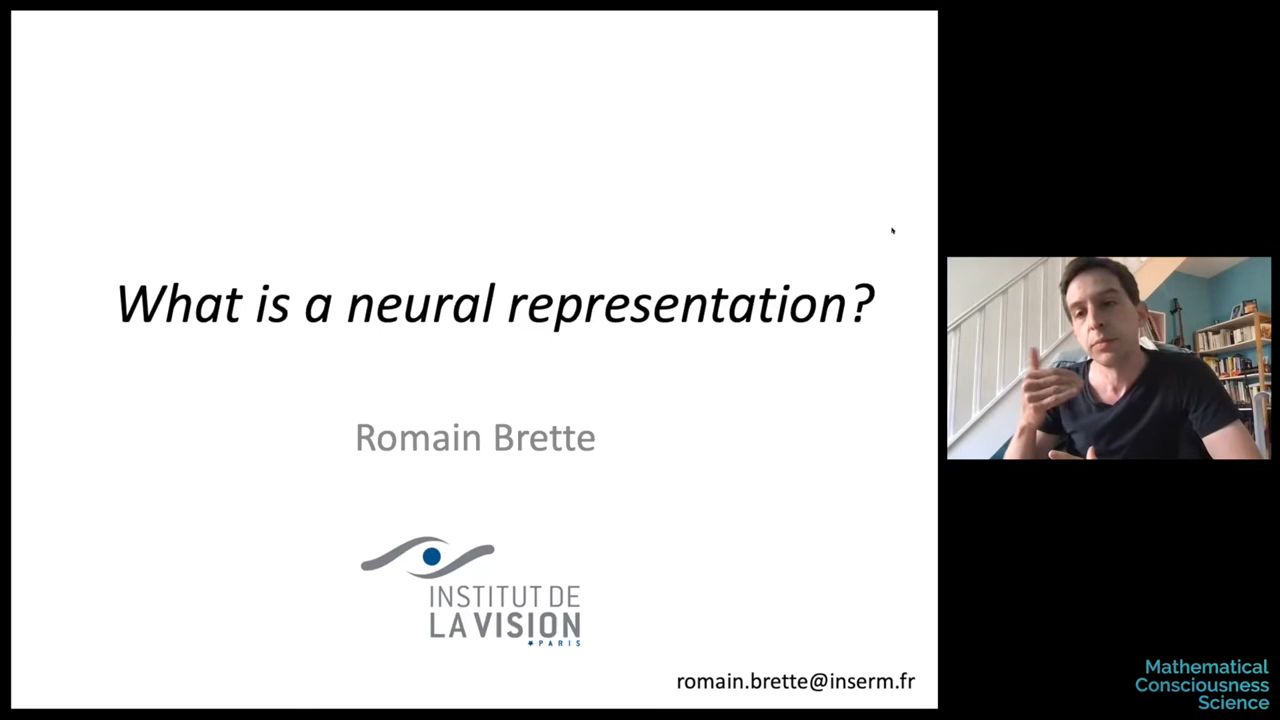 What is a neural representation?
Romain Brette
INSTITUT DE
LA VISION
PARIS
romain.brette@inserm.fr
Mathematical
Consciousness
Science